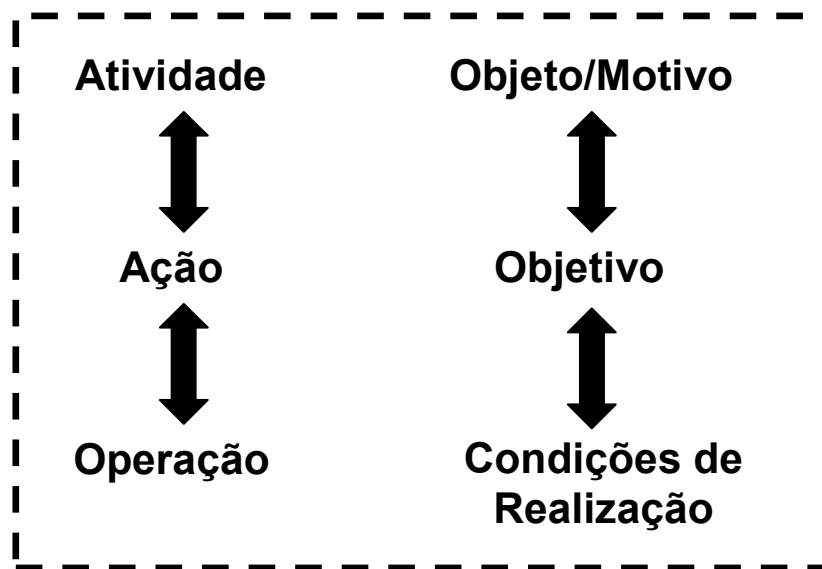 Atividade
Objeto/Motivo
Ação
Objetivo
Operação
Condições de
Realização